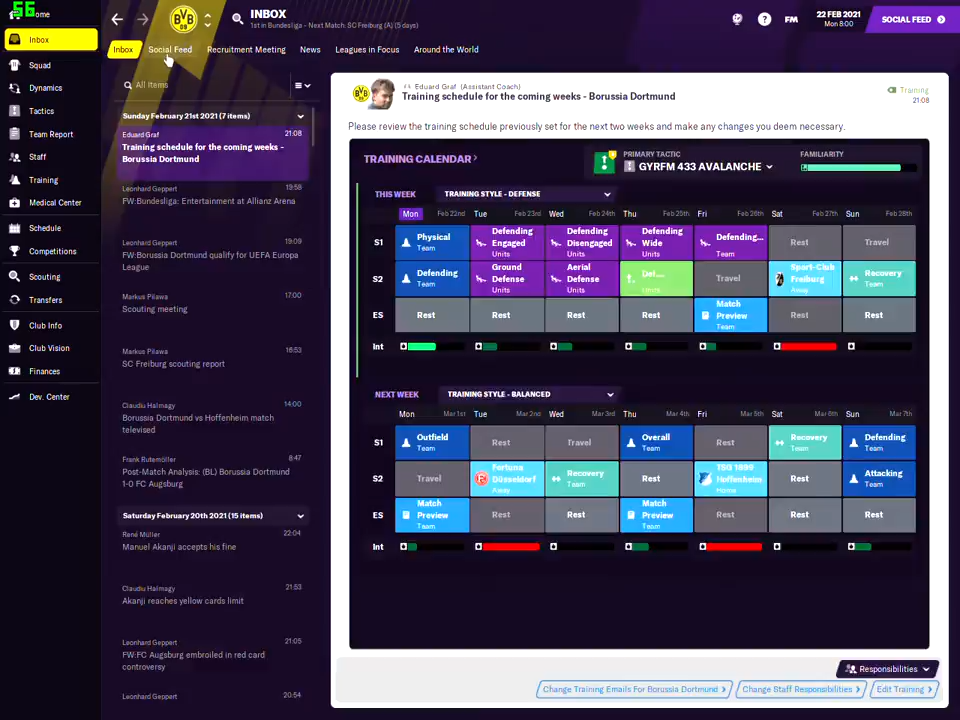 56
ome
INBOX
1st in Bundesliga - Next Match: SC Freiburg (A) (5 days)
?
FM
22 FEB 2021
Mon 8:00
SOCIAL FEED
Inbox
Squad
Dynamics
Tactics
Team Report
Staff
Training
Medical Center
Schedule
Competitions
Scouting
Transfers
Club Info
Club Vision
Finances
Dev. Center
Inbox
Social Feed
Recruitment Meeting
News
Leagues in Focus
Around the World
All Items
Sunday February 21st 2021 (7 items)
Eduard Graf 21:08
Training schedule for the coming weeks -
Borussia Dortmund
Leonhard Geppert 19:58
FW:Bundesliga: Entertainment at Allianz Arena
Leonhard Geppert 19:09
FW:Borussia Dortmund qualify for UEFA Europa
League
Markus Pilawa 17:00
Scouting meeting
Markus Pilawa 16:53
SC Freiburg scouting report
Claudiu Halmagy 14:00
Borussia Dortmund vs Hoffenheim match
televised
Frank Rutemöller 8:47
Post-Match Analysis: (BL) Borussia Dortmund
1-0 FC Augsburg
Saturday February 20th 2021 (15 items)
René Müller 22:04
Manuel Akanji accepts his fine
Claudiu Halmagy 21:53
Akanji reaches yellow cards limit
Leonhard Geppert 21:05
FW:FC Augsburg embroiled in red card
controversy
Leonhard Geppert 20:54
Eduard Graf (Assistant Coach)
Training schedule for the coming weeks - Borussia Dortmund
Training
21:08
Please review the training schedule previously set for the next two weeks and make any changes you deem necessary.
TRAINING CALENDAR
PRIMARY TACTIC
GYRFM 433 AVALANCHE
FAMILIARITY
THIS WEEK TRAINING STYLE - DEFENSE
Mon Feb 22nd Tue Feb 23rd Wed Feb 24th Thu Feb 25th Fri Feb 26th Sat Feb 27th Sun Feb 28th
S1
Physical
Team
Defending
Engaged
Units
Defending
Disengaged
Units
Defending
Wide
Units
Defending...
Team
Rest
Travel
S2
Defending
Team
Ground
Defense
Units
Aerial
Defense
Units
Def...
Units
Travel
Sport-Club
Freiburg
Away
Recovery
Team
ES
Rest
Rest
Rest
Rest
Match
Preview
Team
Rest
Rest
Int
NEXT WEEK TRAINING STYLE - BALANCED
Mon Mar 1st Tue Mar 2nd Wed Mar 3rd Thu Mar 4th Fri Mar 5th Sat Mar 6th Sun Mar 7th
S1
Outfield
Team
Rest
Travel
Overall
Team
Rest
Recovery
Team
Defending
Team
S2
Travel
Fortuna
Düsseldorf
Away
Recovery
Team
Rest
TSG 1899
Hoffenheim
Home
Rest
Attacking
Team
ES
Match
Preview
Team
Rest
Rest
Match
Preview
Team
Rest
Rest
Rest
Int
Responsibilities
Change Training Emails For Borussia Dortmund
Change Staff Responsibilities
Edit Training